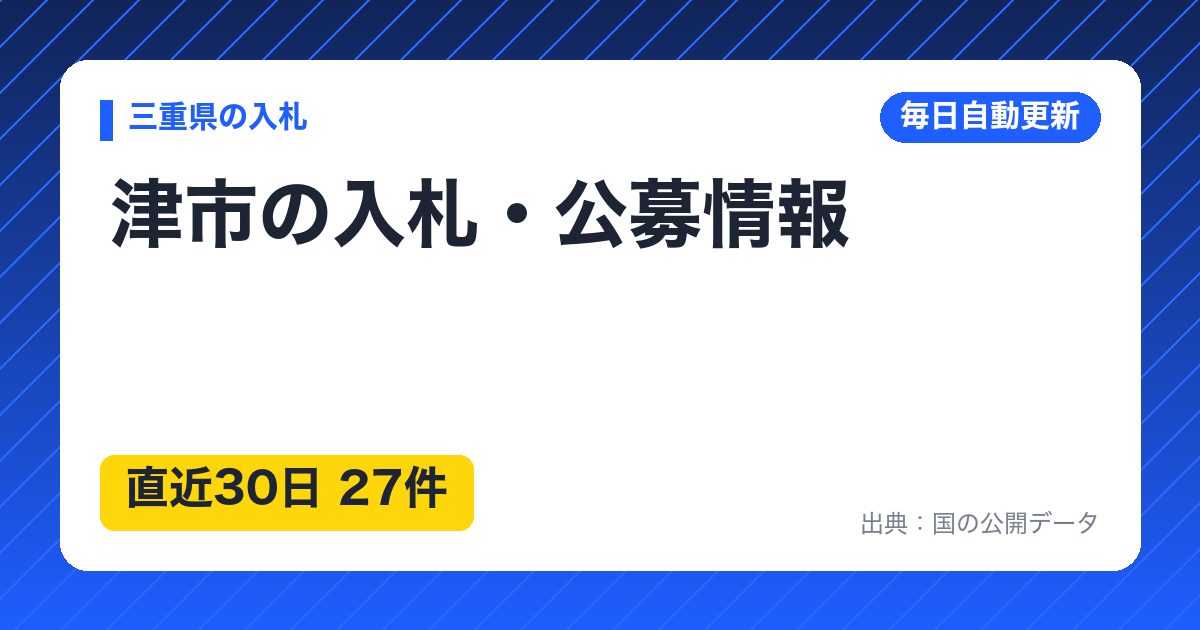 三重県の入札
毎日自動更新
津市の入札・公募情報
直近30日 27件
出典：国の公開データ